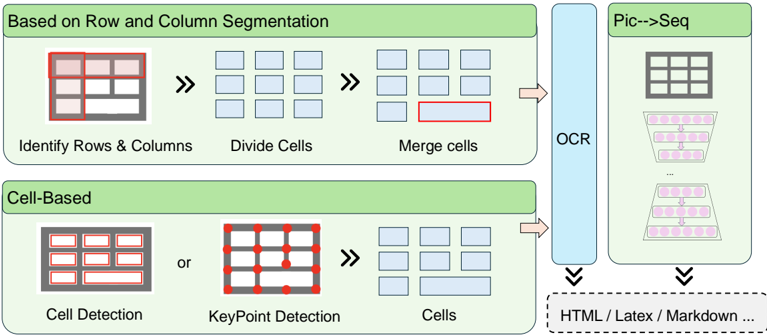 Based on Row and Column Segmentation
Identify Rows & Columns
Divide Cells
Merge cells
Cell-Based
or
Cell Detection
KeyPoint Detection
Cells
OCR
Pic-->Seq
...
HTML / Latex / Markdown ...